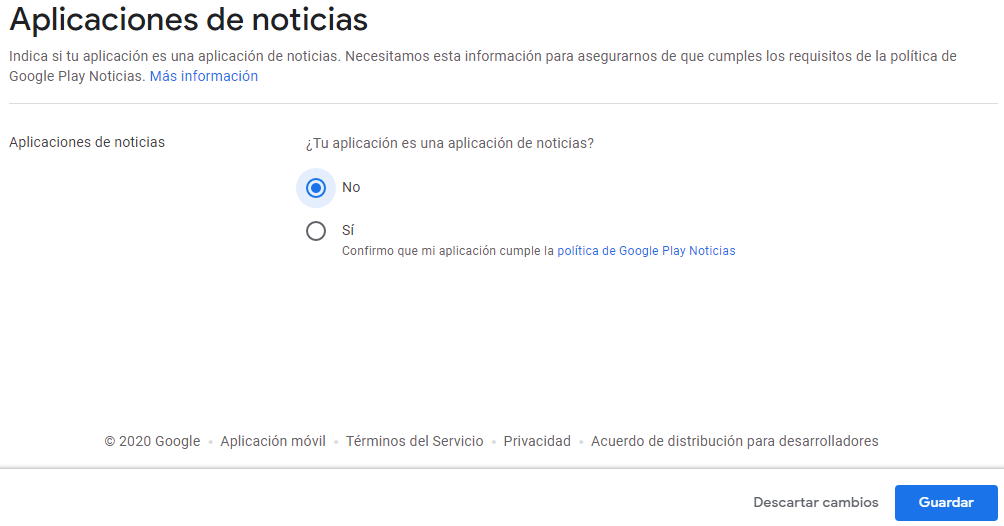 Aplicaciones de noticias
Indica si tu aplicación es una aplicación de noticias. Necesitamos esta información para asegurarnos de que cumples los requisitos de la política de
Google Play Noticias. Más información
Aplicaciones de noticias
¿Tu aplicación es una aplicación de noticias?
No
Sí
Confirmo que mi aplicación cumple la política de Google Play Noticias
© 2020 Google • Aplicación móvil • Términos del Servicio • Privacidad • Acuerdo de distribución para desarrolladores
Descartar cambios
Guardar